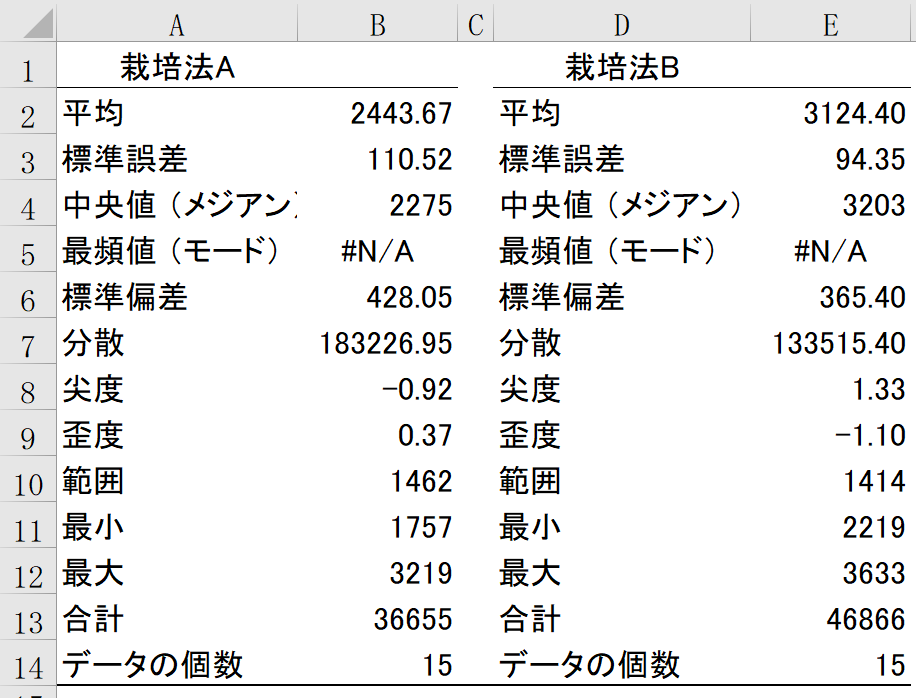 A B C D E
1 栽培法A 栽培法B
2 平均 2443.67 平均 3124.40
3 標準誤差 110.52 標準誤差 94.35
4 中央値（メジアン） 2275 中央値（メジアン） 3203
5 最頻値（モード） #N/A 最頻値（モード） #N/A
6 標準偏差 428.05 標準偏差 365.40
7 分散 183226.95 分散 133515.40
8 尖度 -0.92 尖度 1.33
9 歪度 0.37 歪度 -1.10
10 範囲 1462 範囲 1414
11 最小 1757 最小 2219
12 最大 3219 最大 3633
13 合計 36655 合計 46866
14 データの個数 15 データの個数 15